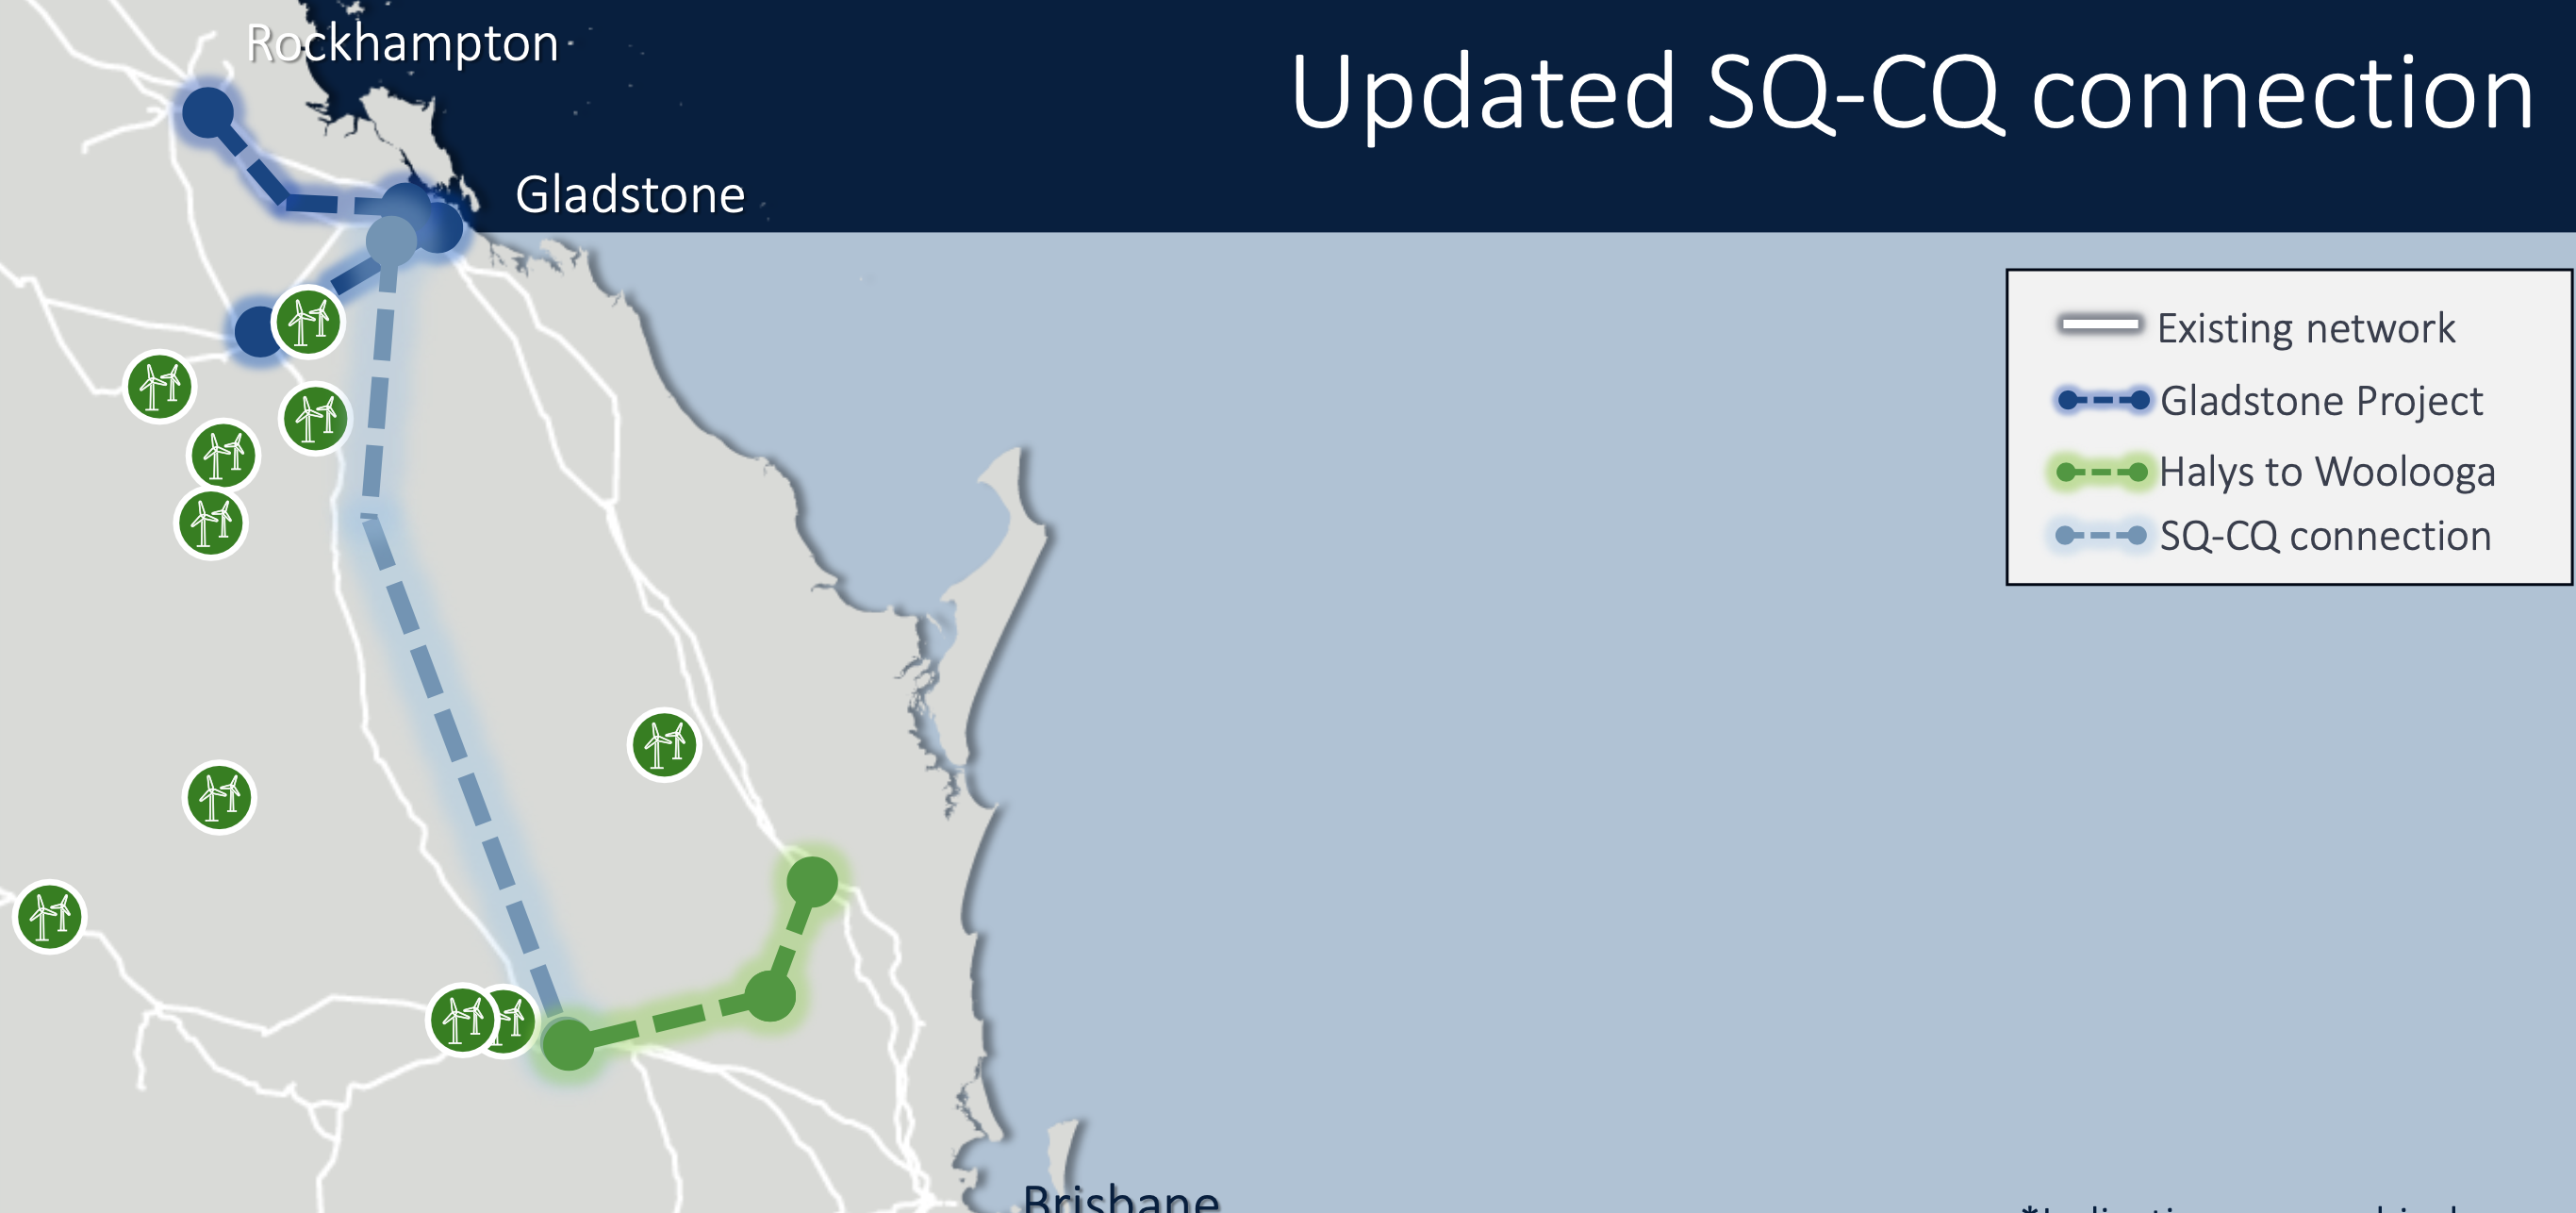 Rockhampton
Updated SQ-CQ connection
Gladstone
Existing network
Gladstone Project
Halys to Woolooga
SQ-CQ connection
Brisbane